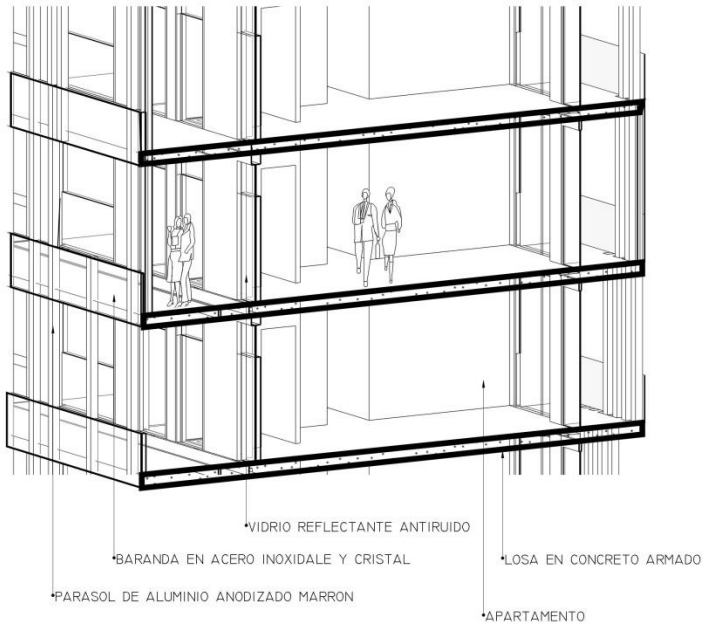 VIDRIO REFLECTANTE ANTIRUIDO
BARANDA EN ACERO INOXIDALE Y CRISTAL
LOSA EN CONCRETO ARMADO
PARASOL DE ALUMINIO ANODIZADO MARRON
APARTAMENTO